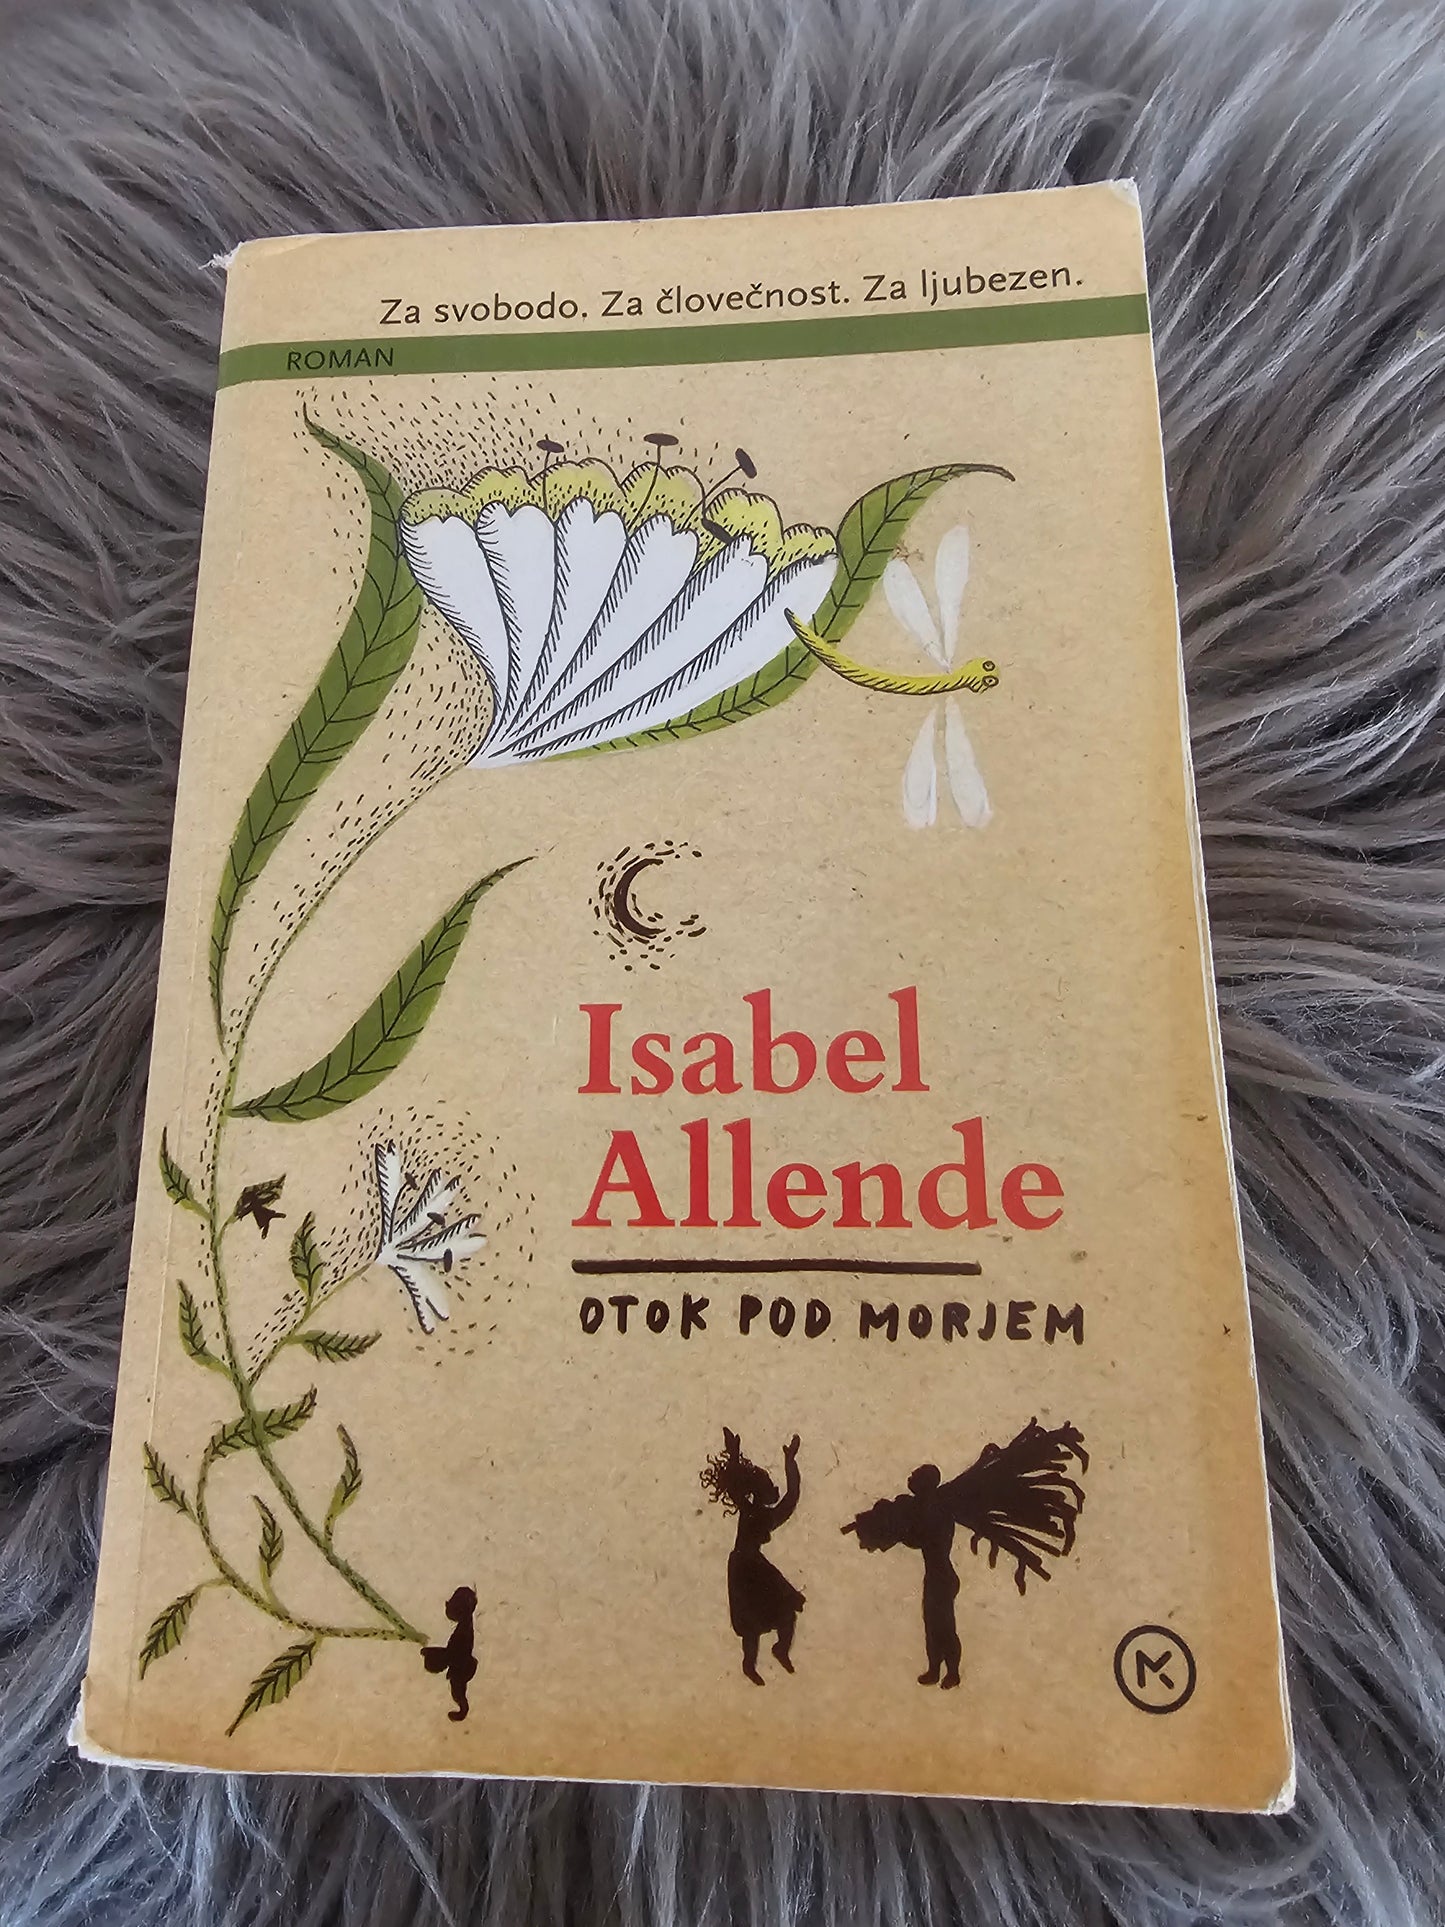 Za svobodo. Za človečnost. Za ljubezen.
ROMAN
Isabel
Allende
OTOK POD MORJEM